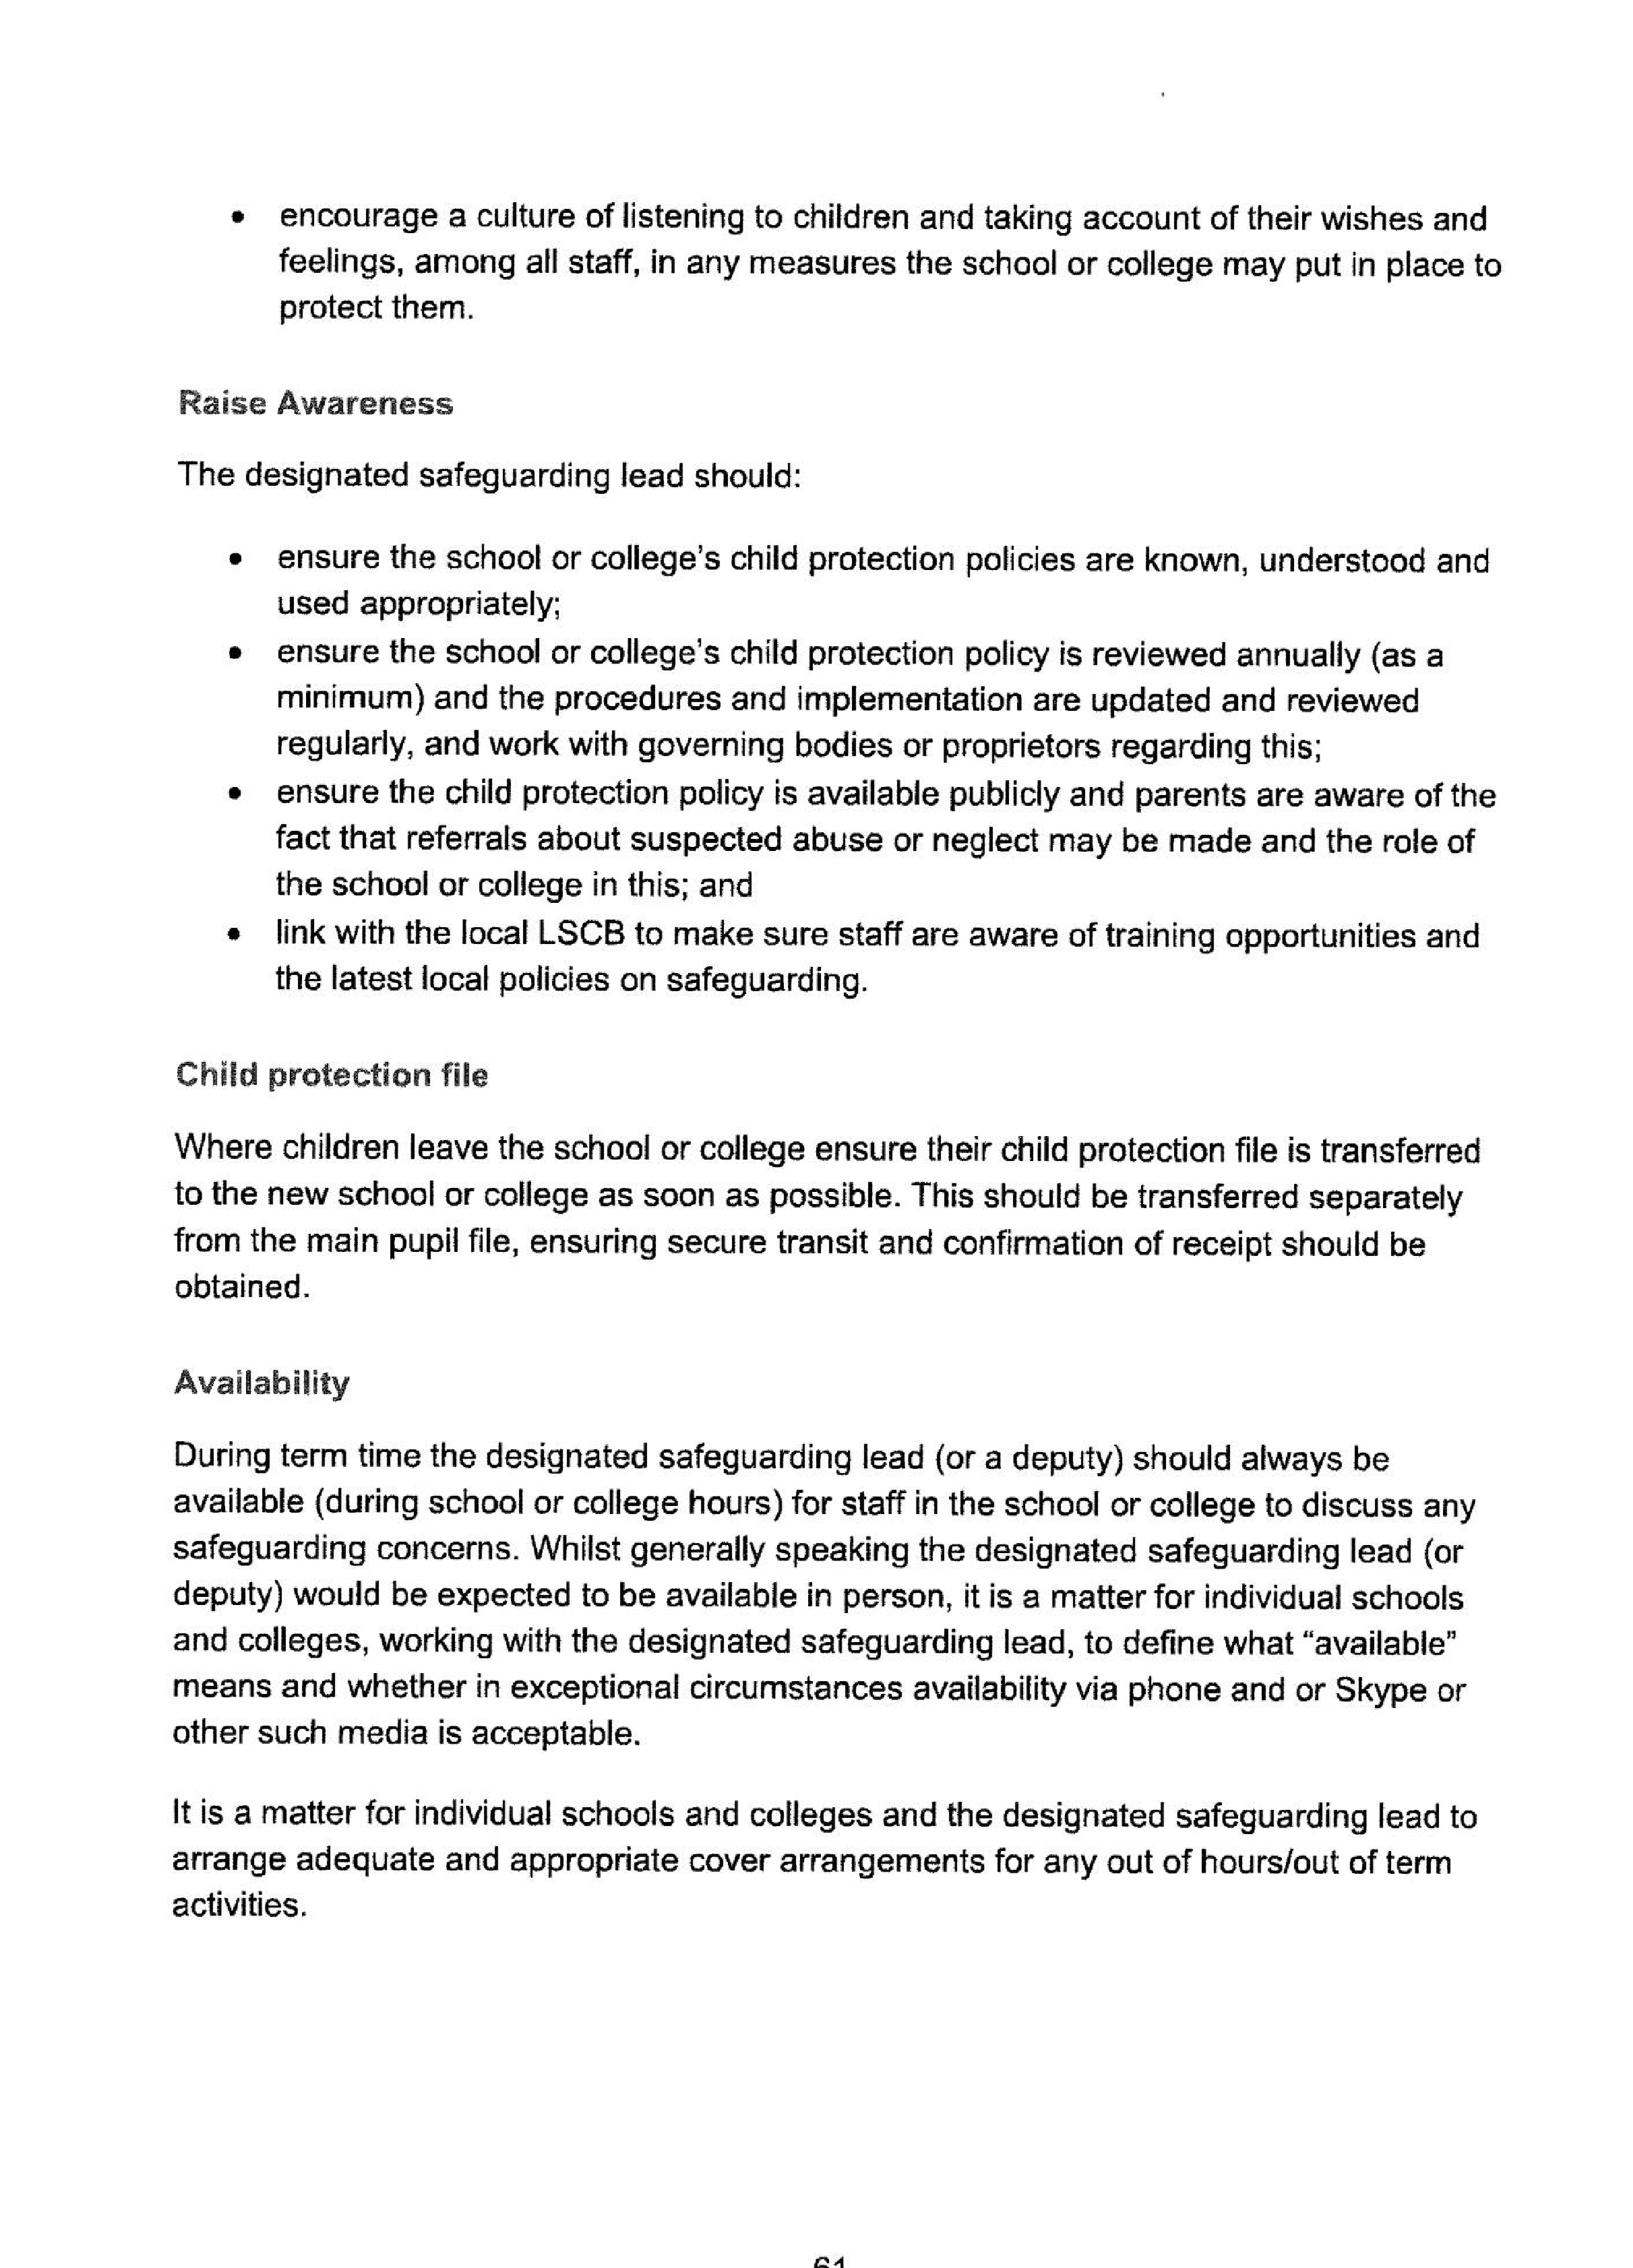 • encourage a culture of listening to children and taking account of their wishes and
feelings, among all staff, in any measures the school or college may put in place to
protect them.
Raise Awareness
The designated safeguarding lead should:
• ensure the school or college's child protection policies are known, understood and
used appropriately;
• ensure the school or college's child protection policy is reviewed annually (as a
minimum) and the procedures and implementation are updated and reviewed
regularly, and work with governing bodies or proprietors regarding this;
• ensure the child protection policy is available publicly and parents are aware of the
fact that referrals about suspected abuse or neglect may be made and the role of
the school or college in this; and
• link with the local LSCB to make sure staff are aware of training opportunities and
the latest local policies on safeguarding.
Child protection file
Where children leave the school or college ensure their child protection file is transferred
to the new school or college as soon as possible. This should be transferred separately
from the main pupil file, ensuring secure transit and confirmation of receipt should be
obtained.
Availability
During term time the designated safeguarding lead (or a deputy) should always be
available (during school or college hours) for staff in the school or college to discuss any
safeguarding concerns. Whilst generally speaking the designated safeguarding lead (or
deputy) would be expected to be available in person, it is a matter for individual schools
and colleges, working with the designated safeguarding lead, to define what “available”
means and whether in exceptional circumstances availability via phone and or Skype or
other such media is acceptable.
It is a matter for individual schools and colleges and the designated safeguarding lead to
arrange adequate and appropriate cover arrangements for any out of hours/out of term
activities.
61